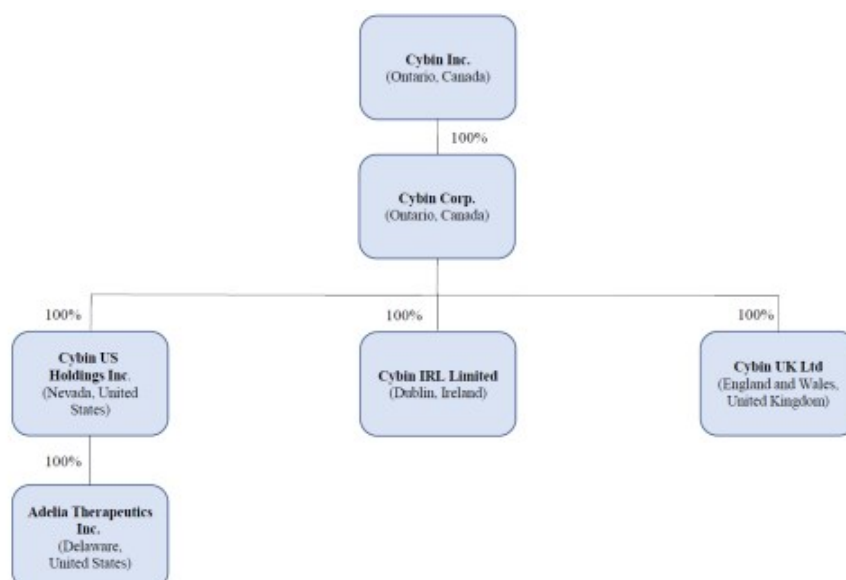 Cybin Inc.
(Ontario, Canada)
100%
Cybin Corp.
(Ontario, Canada)
100%
100%
100%
Cybin US
Holdings Inc.
(Nevada, United
States)
Cybin IRL Limited
(Dublin, Ireland)
Cybin UK Ltd
(England and Wales,
United Kingdom)
100%
Adelia Therapeutics
Inc.
(Delaware,
United States)